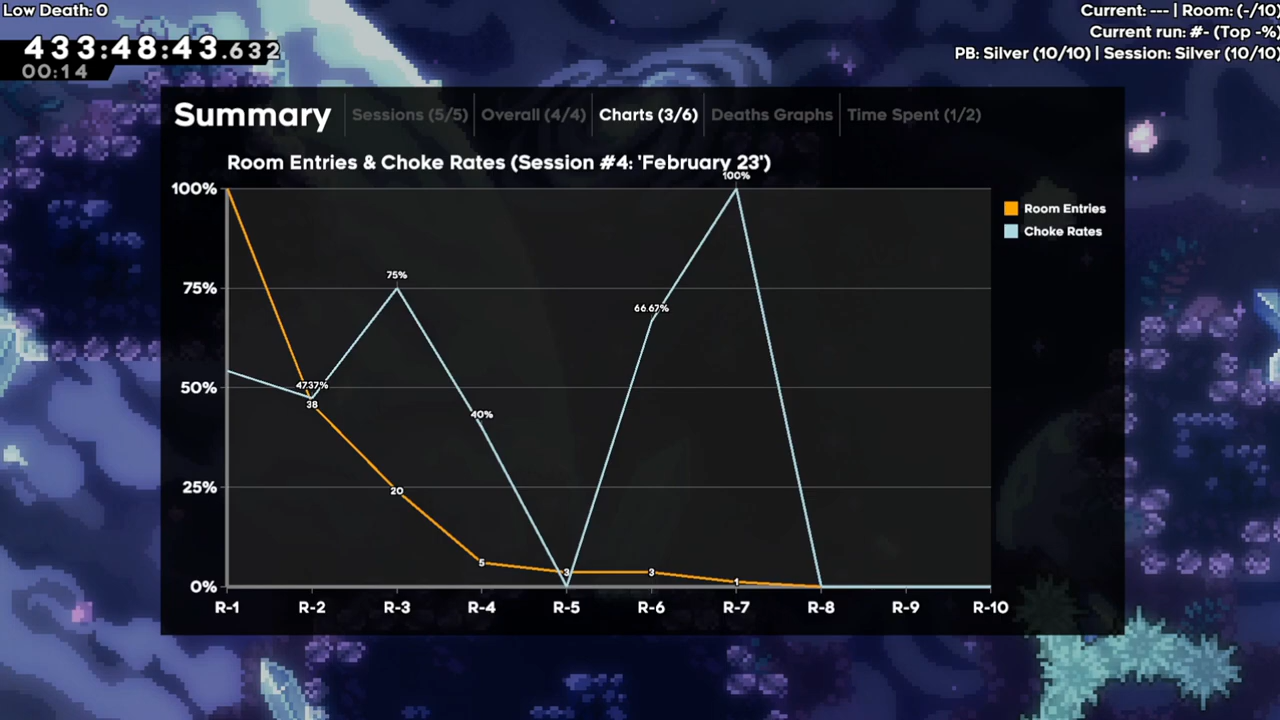 Low Death: 0
433:48:43.632
00:14
Current: --- | Room: (-/10)
Current run: #- (Top -%)
PB: Silver (10/10) | Session: Silver (10/10)
Summary
Sessions (5/5)
Overall (4/4)
Charts (3/6)
Deaths Graphs
Time Spent (1/2)
Room Entries & Choke Rates (Session #4: 'February 23')
100%
75%
50%
25%
0%
4737%
38
75%
20
40%
5
3
66.67%
3
100%
1
R-1
R-2
R-3
R-4
R-5
R-6
R-7
R-8
R-9
R-10
Room Entries
Choke Rates